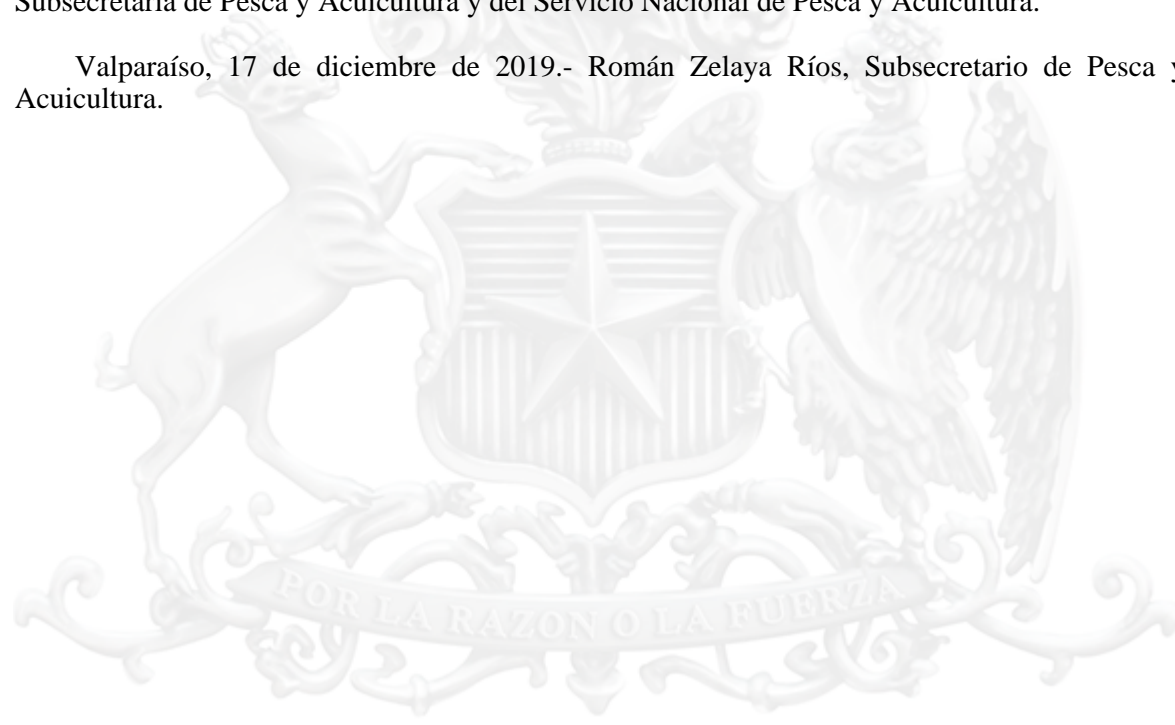 Subsecretaría de Pesca y Acuicultura y del Servicio Nacional de Pesca y Acuicultura.
Valparaíso, 17 de diciembre de 2019.- Román Zelaya Ríos, Subsecretario de Pesca y
Acuicultura.
POR LA RAZON O LA FUERZA